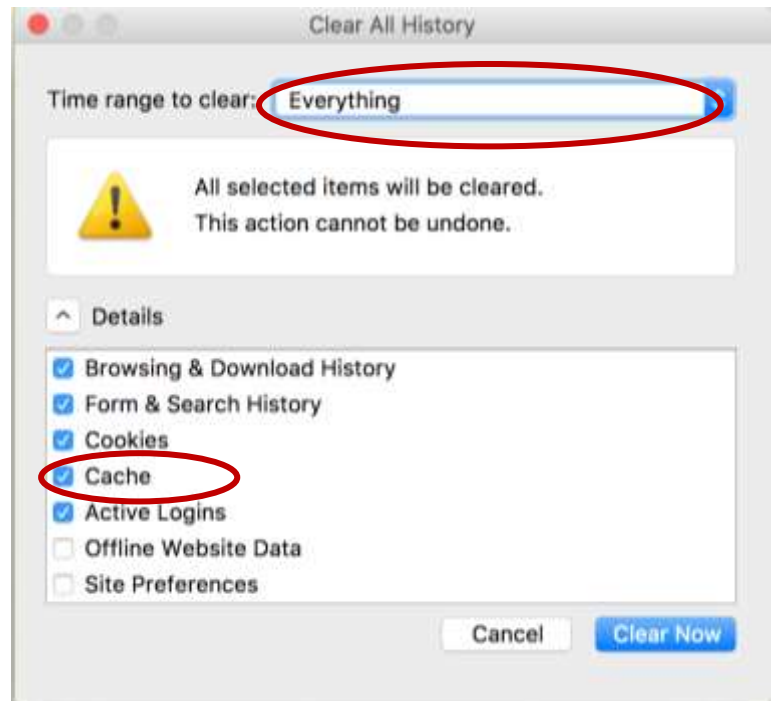 Clear All History
Time range to clear: Everything
All selected items will be cleared.
This action cannot be undone.
Details
Browsing & Download History
Form & Search History
Cookies
Cache
Active Logins
Offline Website Data
Site Preferences
Cancel Clear Now